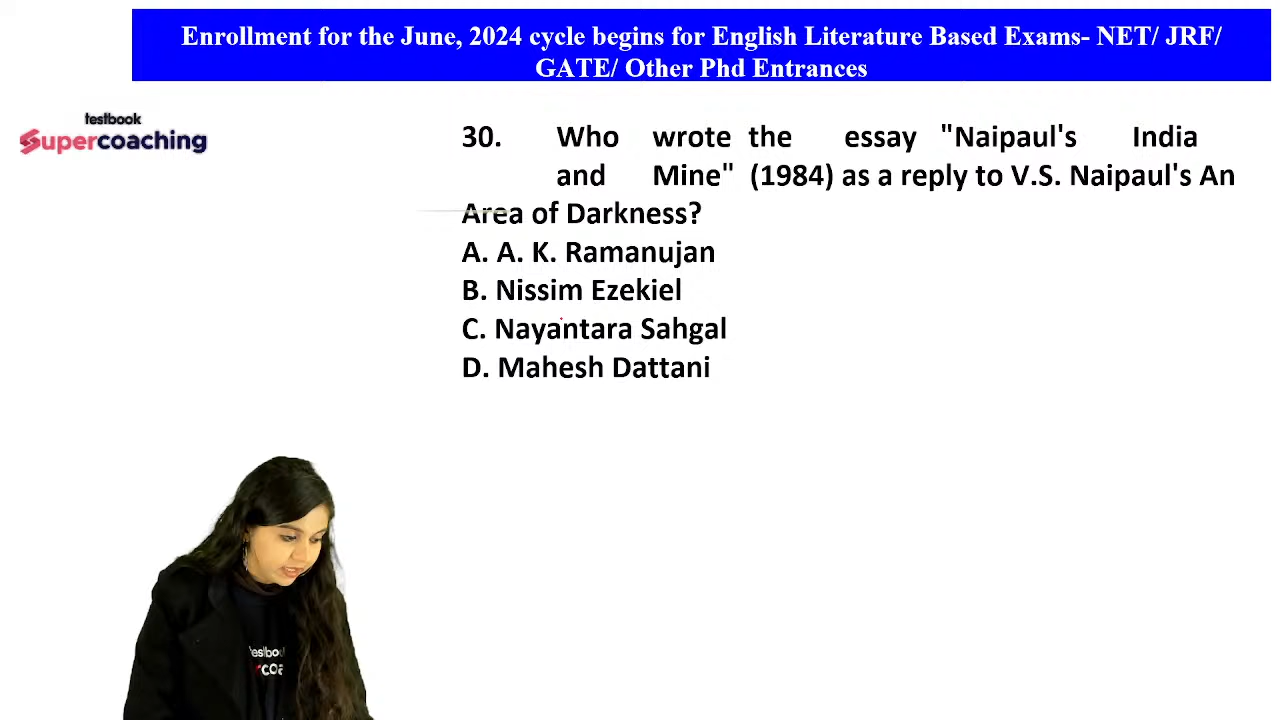 Enrollment for the June, 2024 cycle begins for English Literature Based Exams- NET/ JRF/
GATE/ Other Phd Entrances
testbook
Supercoaching
30. Who wrote the essay "Naipaul's India
and Mine" (1984) as a reply to V.S. Naipaul's An
Area of Darkness?
A. A. K. Ramanujan
B. Nissim Ezekiel
C. Nayantara Sahgal
D. Mahesh Dattani